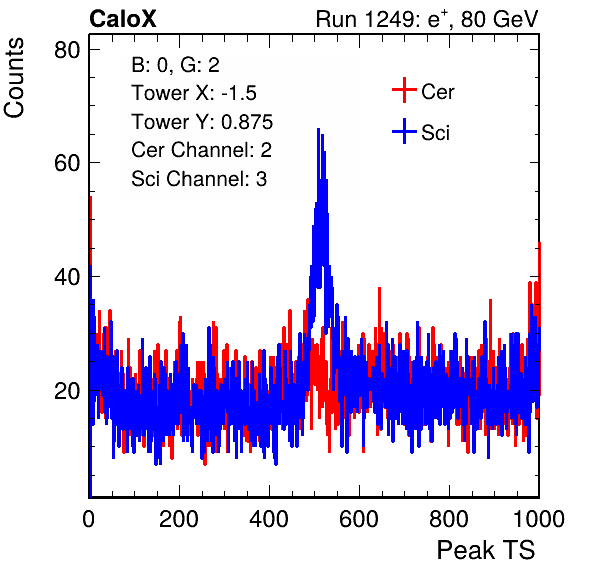 CaloX Run 1249: e⁺, 80 GeV
Counts
B: 0, G: 2
Tower X: -1.5
Tower Y: 0.875
Cer Channel: 2
Sci Channel: 3
Cer
Sci
80
60
40
20
0 200 400 600 800 1000
Peak TS